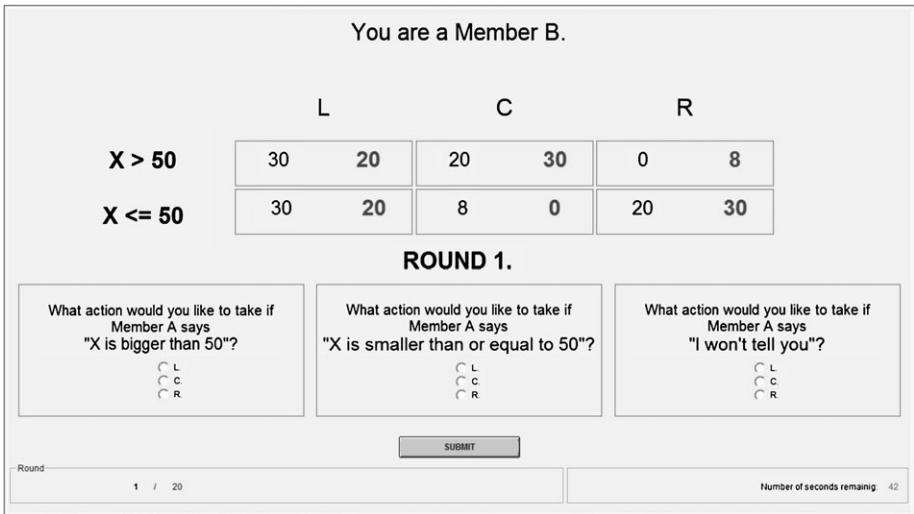 You are a Member B.
L C R
X > 50 30 20 20 30 0 8
X <= 50 30 20 8 0 20 30
ROUND 1.
What action would you like to take if
Member A says
"X is bigger than 50"?
L.
C.
R.
What action would you like to take if
Member A says
"X is smaller than or equal to 50"?
L.
C.
R.
What action would you like to take if
Member A says
"I won't tell you"?
L.
C.
R.
SUBMIT
Round
1 / 20
Number of seconds remainig: 42